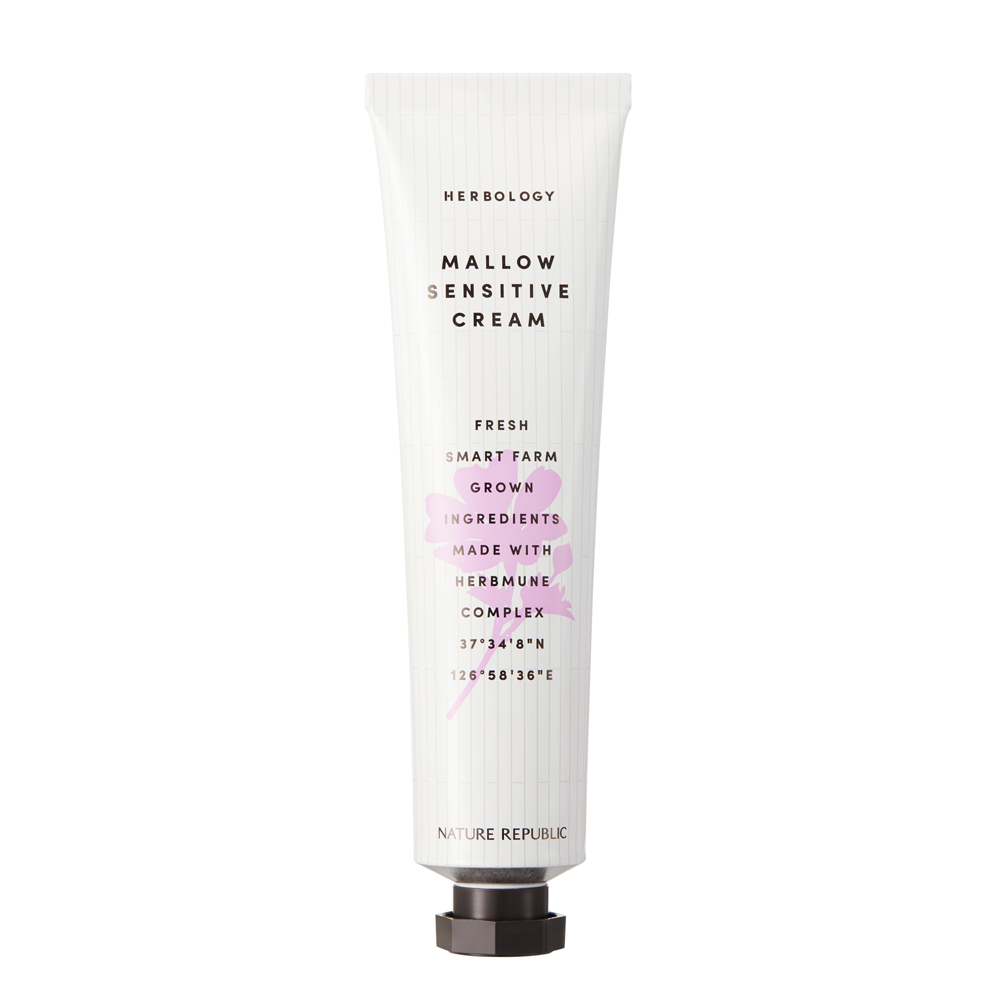 HERBOLOGY
MALLOW
SENSITIVE
CREAM
FRESH
SMART FARM
GROWN
INGREDIENTS
MADE WITH
HERBMUNE
COMPLEX
37°34'8"N
126°58'36"E
NATURE REPUBLIC